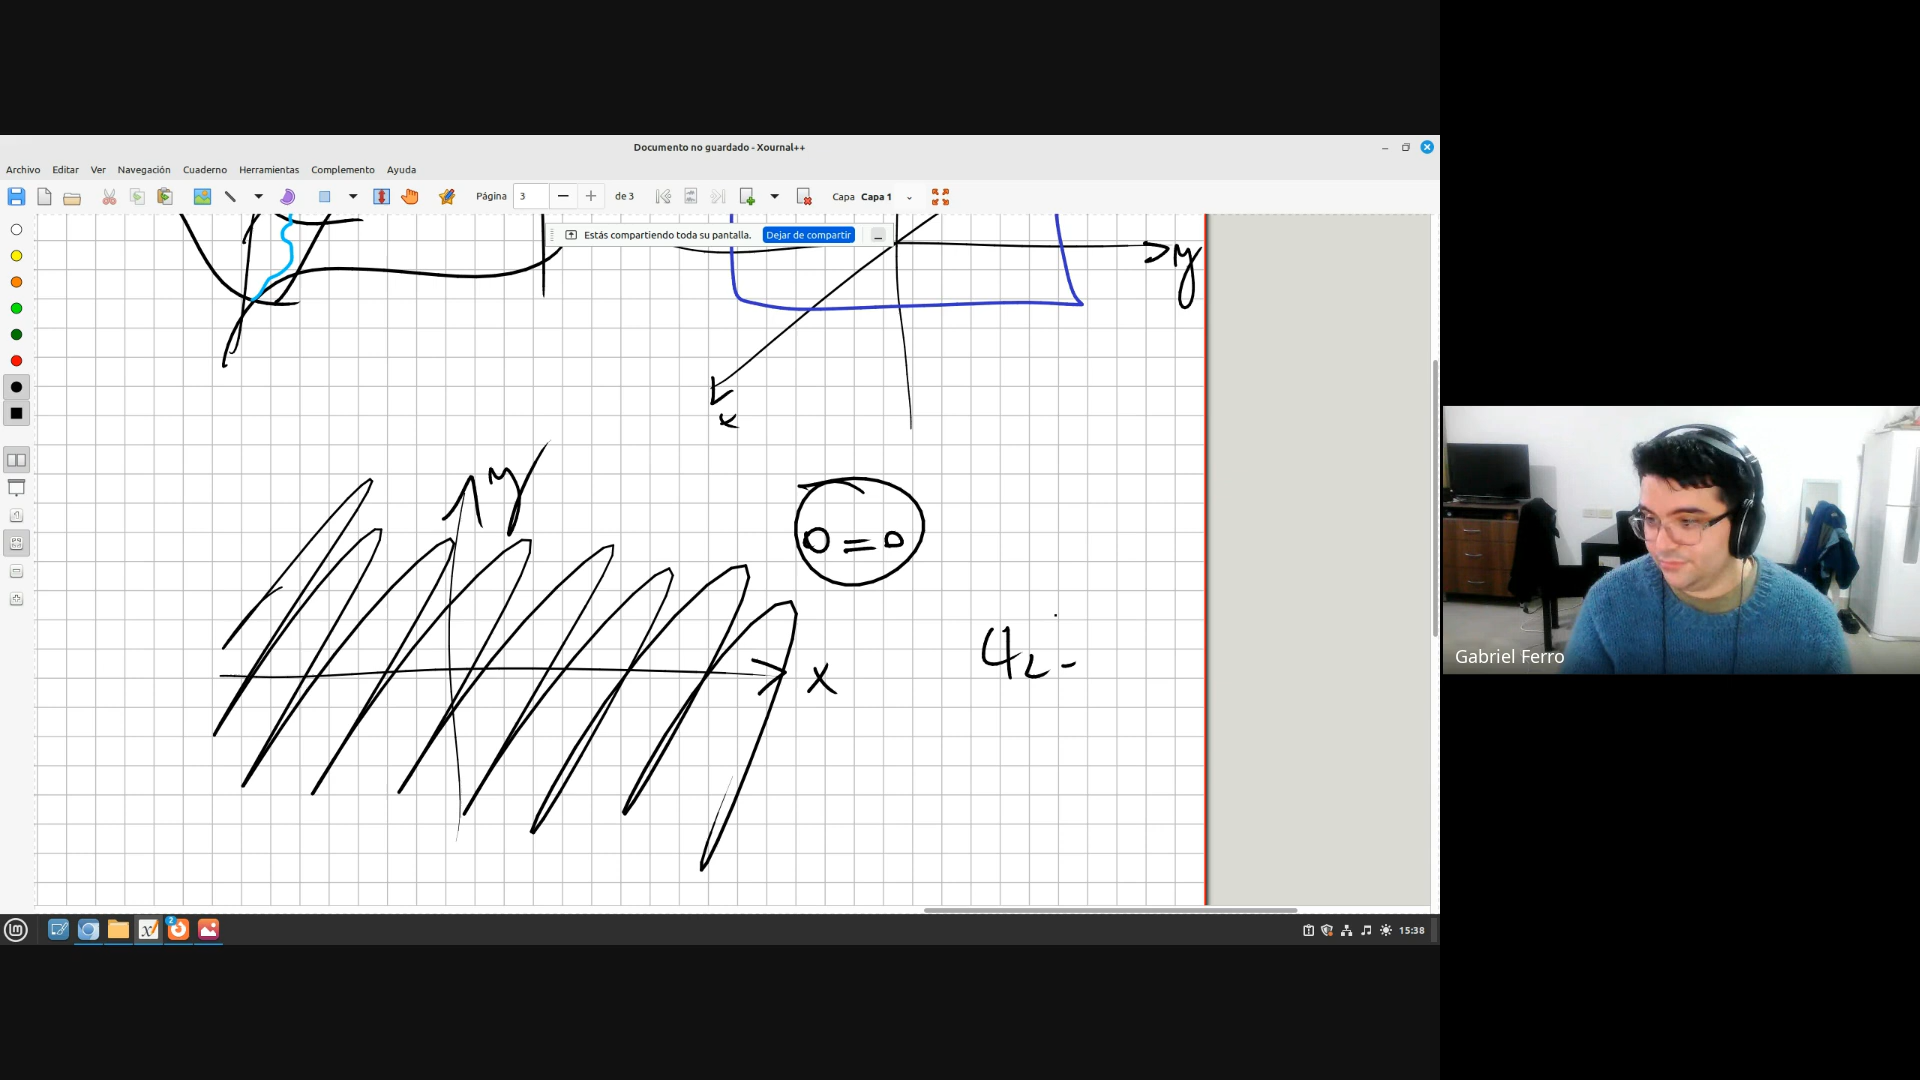 Documento no guardado - Xournal++
Archivo Editar Ver Navegación Cuaderno Herramientas Complemento Ayuda
Página 3 de 3 Capa Capa 1
Estás compartiendo toda su pantalla. Dejar de compartir
y
x
y
0 = 0
x
Gabriel Ferro
2
15:38